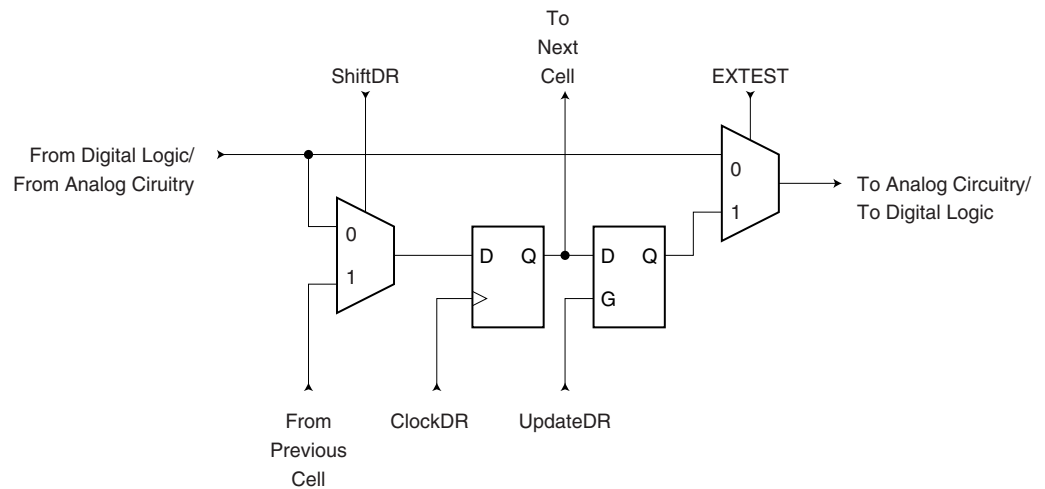 To
Next
Cell
ShiftDR
EXTEST
From Digital Logic/
From Analog Ciruitry
0
1
D Q
D Q
G
0
1
To Analog Circuitry/
To Digital Logic
From
Previous
Cell
ClockDR
UpdateDR